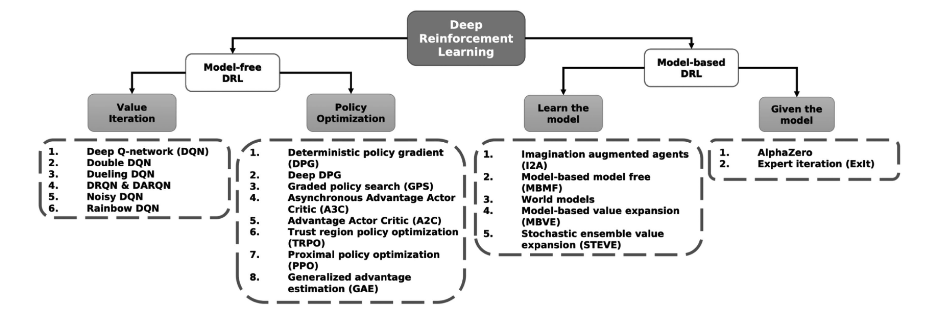 Deep
Reinforcement
Learning
Model-free
DRL
Model-based
DRL
Value
Iteration
Policy
Optimization
Learn the
model
Given the
model
1. Deep Q-network (DQN)
2. Double DQN
3. Dueling DQN
4. DRQN & DARQN
5. Noisy DQN
6. Rainbow DQN
1. Deterministic policy gradient
(DPG)
2. Deep DPG
3. Graded policy search (GPS)
4. Asynchronous Advantage Actor
Critic (A3C)
5. Advantage Actor Critic (A2C)
6. Trust region policy optimization
(TRPO)
7. Proximal policy optimization
(PPO)
8. Generalized advantage
estimation (GAE)
1. Imagination augmented agents
(I2A)
2. Model-based model free
(MBMF)
3. World models
4. Model-based value expansion
(MBVE)
5. Stochastic ensemble value
expansion (STEVE)
1. AlphaZero
2. Expert iteration (ExIt)